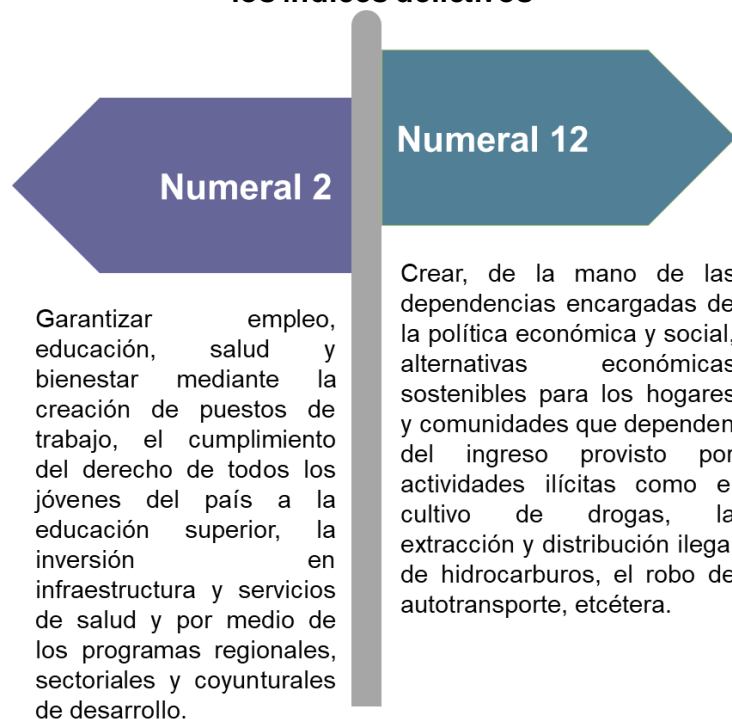 los índices delictivos
Numeral 2
Garantizar empleo,
educación, salud y
bienestar mediante la
creación de puestos de
trabajo, el cumplimiento
del derecho de todos los
jóvenes del país a la
educación superior, la
inversión en
infraestructura y servicios
de salud y por medio de
los programas regionales,
sectoriales y coyunturales
de desarrollo.
Numeral 12
Crear, de la mano de las
dependencias encargadas de
la política económica y social,
alternativas económicas
sostenibles para los hogares
y comunidades que dependen
del ingreso provisto por
actividades ilícitas como el
cultivo de drogas, la
extracción y distribución ilegal
de hidrocarburos, el robo de
autotransporte, etcétera.